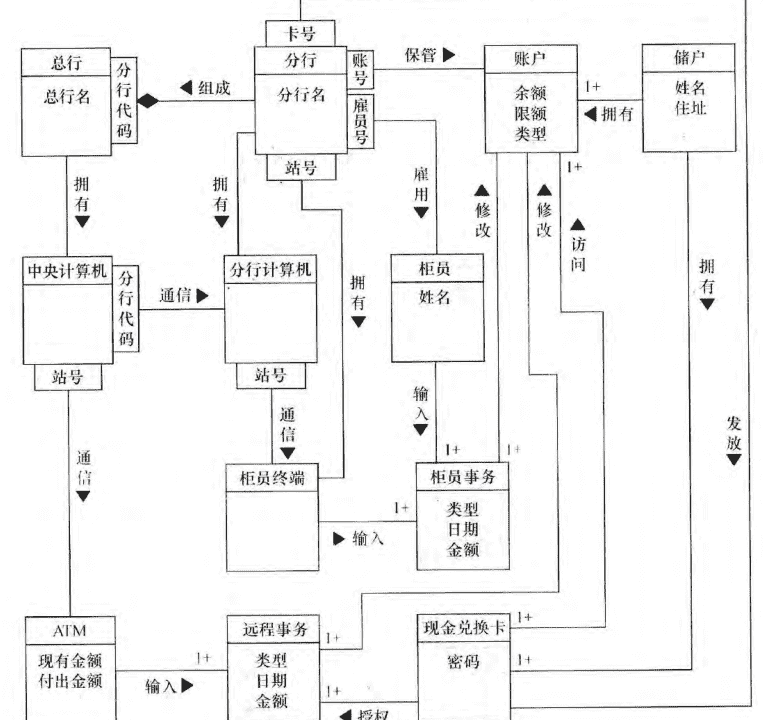 卡号
总行
总行名
分行代码
组成
分行
分行名
账号
雇员号
站号
保管
账户
余额
限额
类型
1+
拥有
储户
姓名
住址
1+
拥有
拥有
雇用
修改
修改
访问
中央计算机
分行代码
站号
通信
分行计算机
站号
拥有
柜员
姓名
拥有
通信
通信
输入
1+
1+
发放
柜员终端
1+
输入
柜员事务
类型
日期
金额
ATM
现有金额
付出金额
1+
输入
远程事务
类型
日期
金额
1+
1+
授权
现金兑换卡
密码
1+
1+